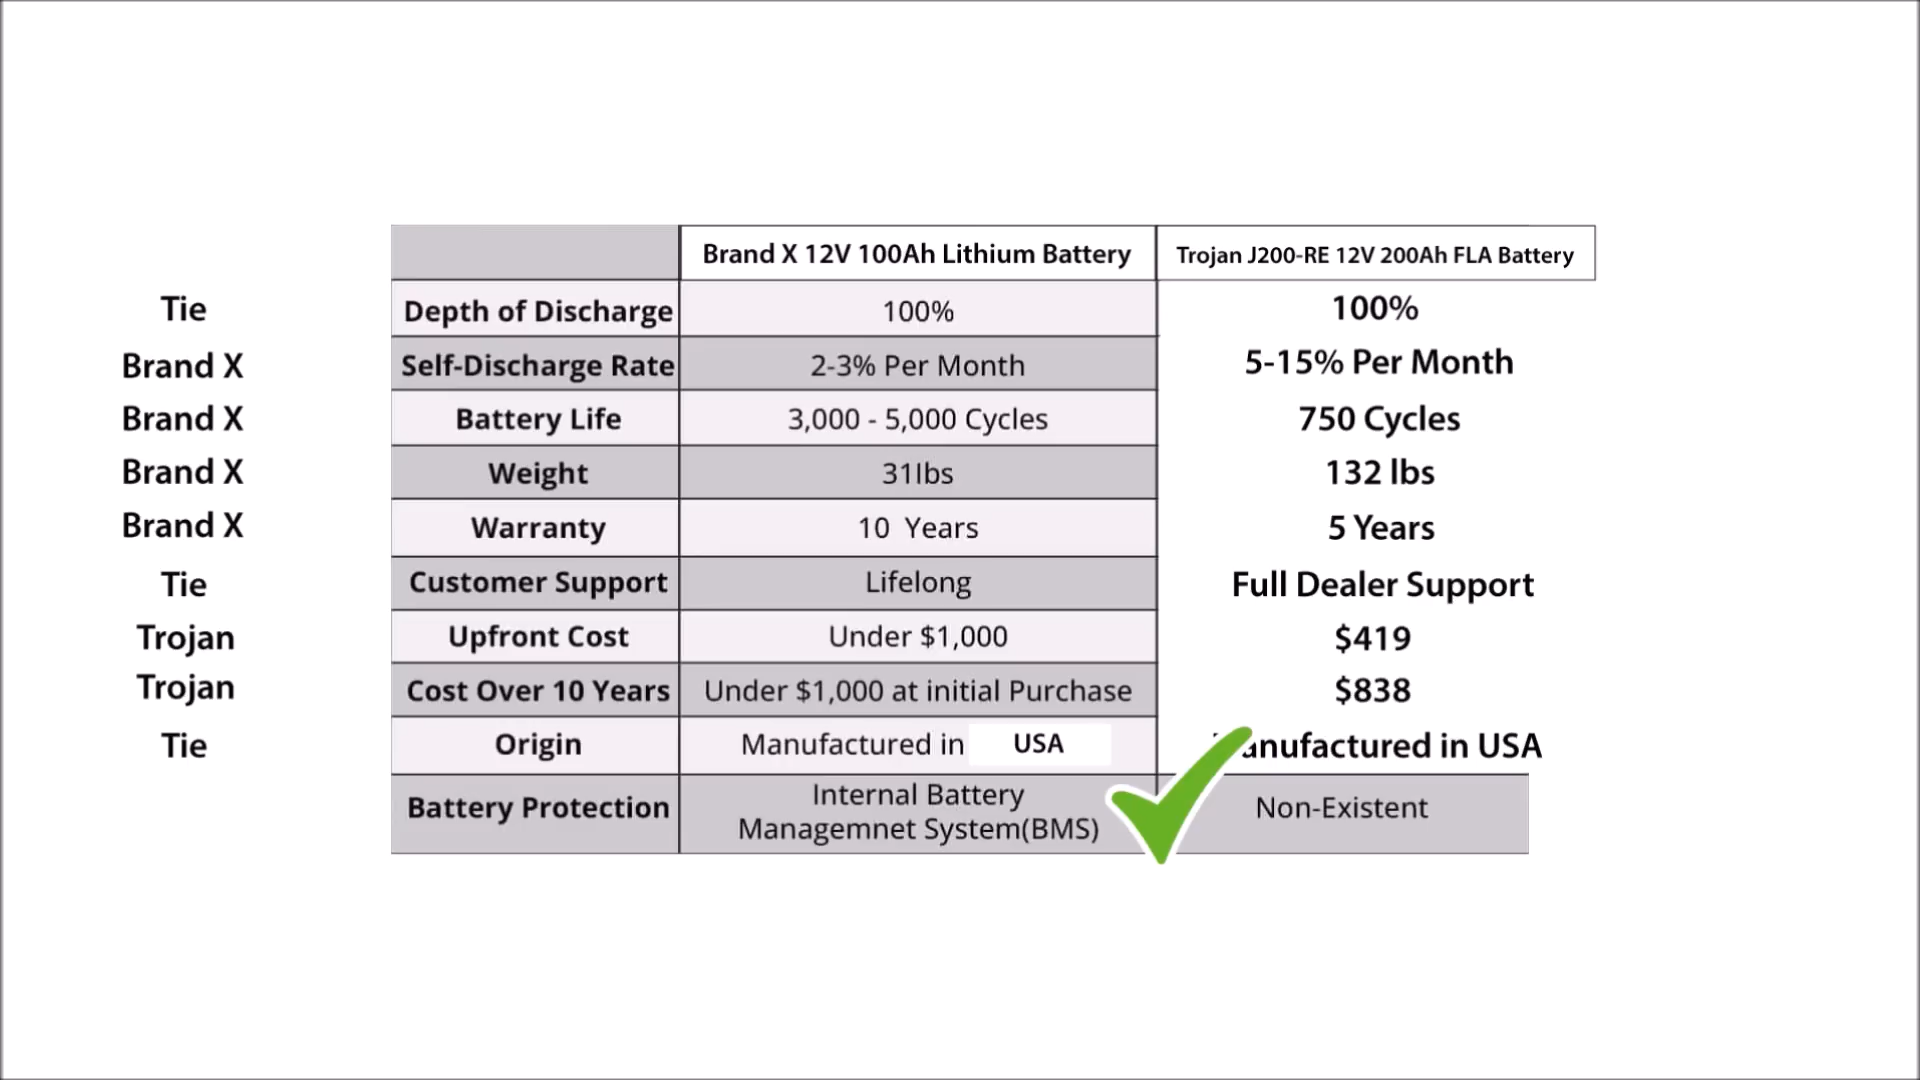 Brand X 12V 100Ah Lithium Battery Trojan J200-RE 12V 200Ah FLA Battery
Tie Depth of Discharge 100% 100%
Brand X Self-Discharge Rate 2-3% Per Month 5-15% Per Month
Brand X Battery Life 3,000 - 5,000 Cycles 750 Cycles
Brand X Weight 31lbs 132 lbs
Brand X Warranty 10 Years 5 Years
Tie Customer Support Lifelong Full Dealer Support
Trojan Upfront Cost Under $1,000 $419
Trojan Cost Over 10 Years Under $1,000 at initial Purchase $838
Tie Origin Manufactured in USA anufactured in USA
Battery Protection Internal Battery Non-Existent
Managemnet System(BMS)